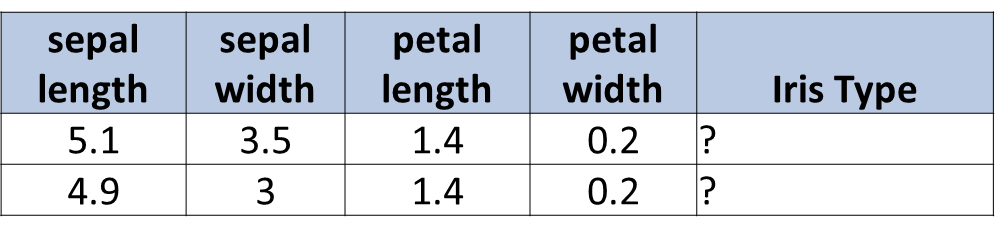 sepal length sepal width petal length petal width Iris Type
5.1 3.5 1.4 0.2 ?
4.9 3 1.4 0.2 ?